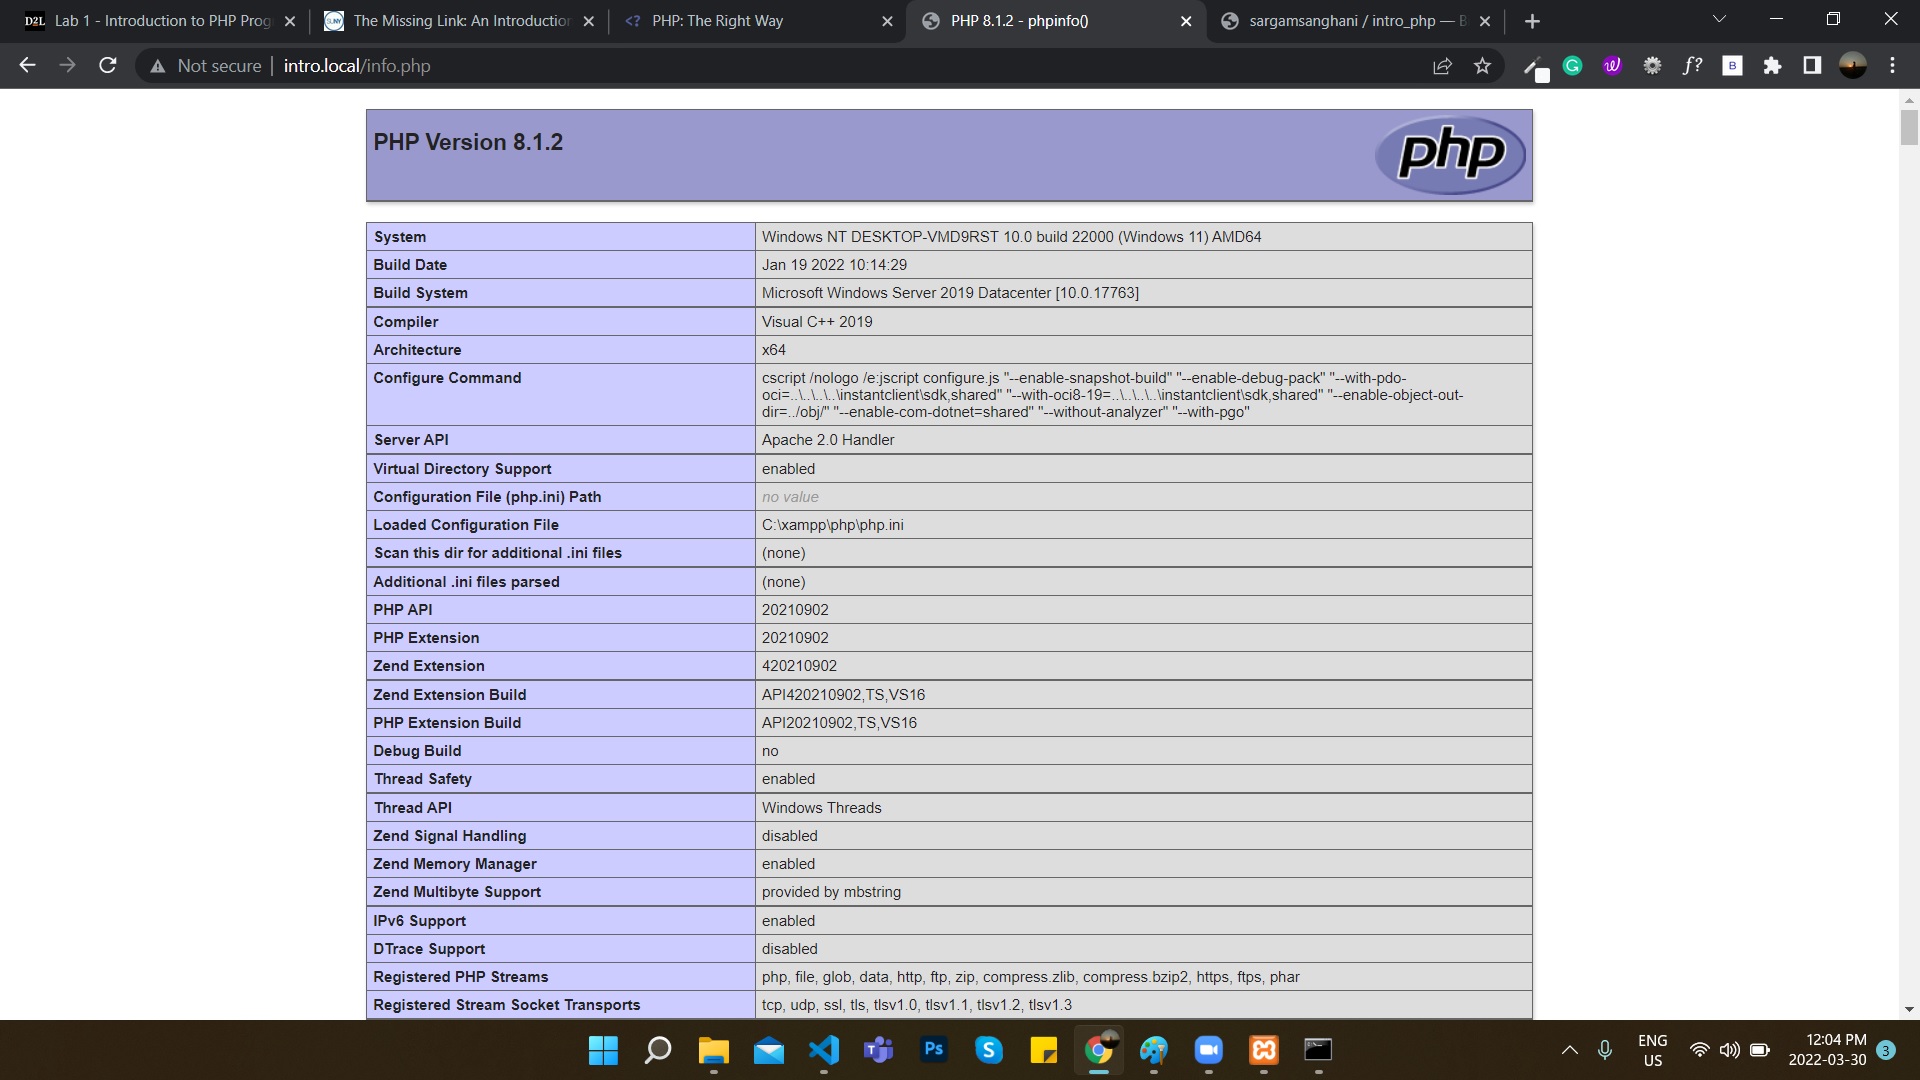 Lab 1 - Introduction to PHP Prog
The Missing Link: An Introduction
PHP: The Right Way
PHP 8.1.2 - phpinfo()
sargamsanghani / intro_php — B
Not secure
intro.local/info.php
PHP Version 8.1.2
php
System Windows NT DESKTOP-VMD9RST 10.0 build 22000 (Windows 11) AMD64
Build Date Jan 19 2022 10:14:29
Build System Microsoft Windows Server 2019 Datacenter [10.0.17763]
Compiler Visual C++ 2019
Architecture x64
Configure Command cscript /nologo /e:jscript configure.js "--enable-snapshot-build" "--enable-debug-pack" "--with-pdo-
oci=..\..\..\..\instantclient\sdk,shared" "--with-oci8-19=..\..\..\..\instantclient\sdk,shared" "--enable-object-out-
dir=../obj/" "--enable-com-dotnet=shared" "--without-analyzer" "--with-pgo"
Server API Apache 2.0 Handler
Virtual Directory Support enabled
Configuration File (php.ini) Path no value
Loaded Configuration File C:\xampp\php\php.ini
Scan this dir for additional .ini files (none)
Additional .ini files parsed (none)
PHP API 20210902
PHP Extension 20210902
Zend Extension 420210902
Zend Extension Build API420210902,TS,VS16
PHP Extension Build API20210902,TS,VS16
Debug Build no
Thread Safety enabled
Thread API Windows Threads
Zend Signal Handling disabled
Zend Memory Manager enabled
Zend Multibyte Support provided by mbstring
IPv6 Support enabled
DTrace Support disabled
Registered PHP Streams php, file, glob, data, http, ftp, zip, compress.zlib, compress.bzip2, https, ftps, phar
Registered Stream Socket Transports tcp, udp, ssl, tls, tlsv1.0, tlsv1.1, tlsv1.2, tlsv1.3
ENG
US
12:04 PM
2022-03-30
3